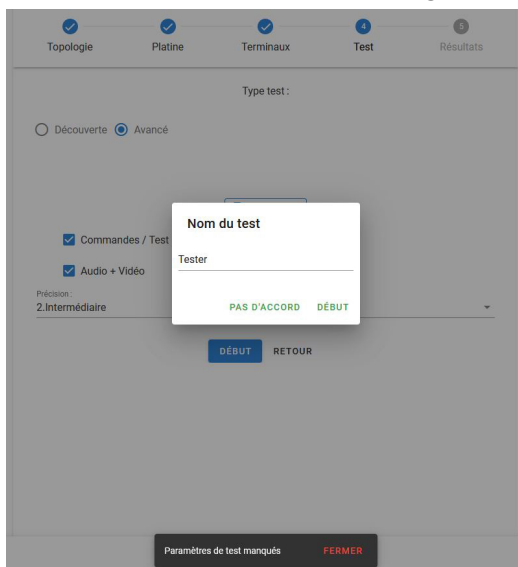 4 5
Topologie Platine Terminaux Test Résultats
Type test :
Découverte Avancé
Nom du test
Commandes / Test
Tester
Audio + Vidéo
Précision :
2.Intermédiaire
PAS D'ACCORD DÉBUT
DÉBUT RETOUR
Paramètres de test manqués FERMER